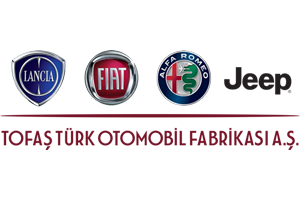 LANCIA
FIAT
ALFA ROMEO
Jeep
TOFAŞ TÜRK OTOMOBİL FABRİKASI A.Ş.